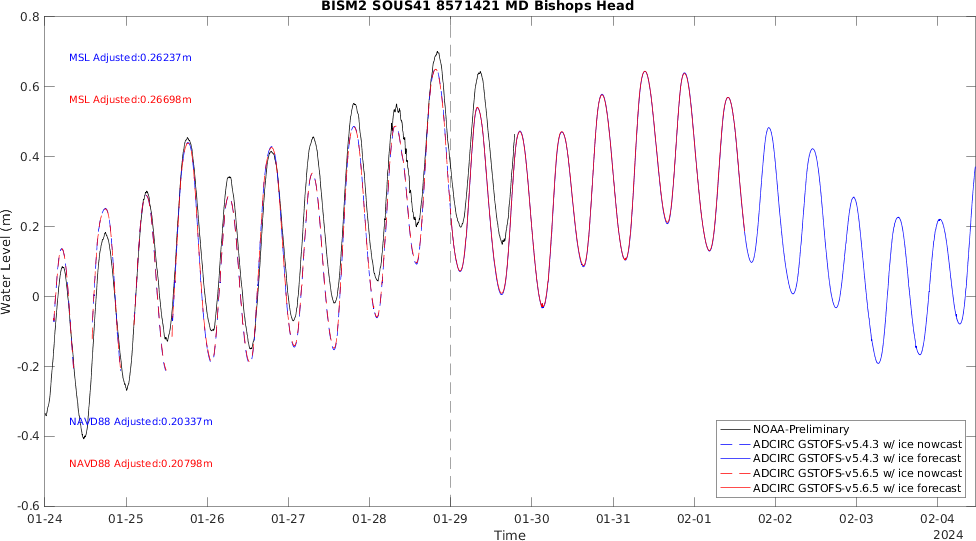 BISM2 SOUS41 8571421 MD Bishops Head
0.8
0.6
0.4
0.2
0
-0.2
-0.4
-0.6
Water Level (m)
MSL Adjusted:0.26237m
MSL Adjusted:0.26698m
NAVD88 Adjusted:0.20337m
NAVD88 Adjusted:0.20798m
NOAA-Preliminary
ADCIRC GSTOFS-v5.4.3 w/ ice nowcast
ADCIRC GSTOFS-v5.4.3 w/ ice forecast
ADCIRC GSTOFS-v5.6.5 w/ ice nowcast
ADCIRC GSTOFS-v5.6.5 w/ ice forecast
01-24 01-25 01-26 01-27 01-28 01-29 01-30 01-31 02-01 02-02 02-03 02-04
Time
2024